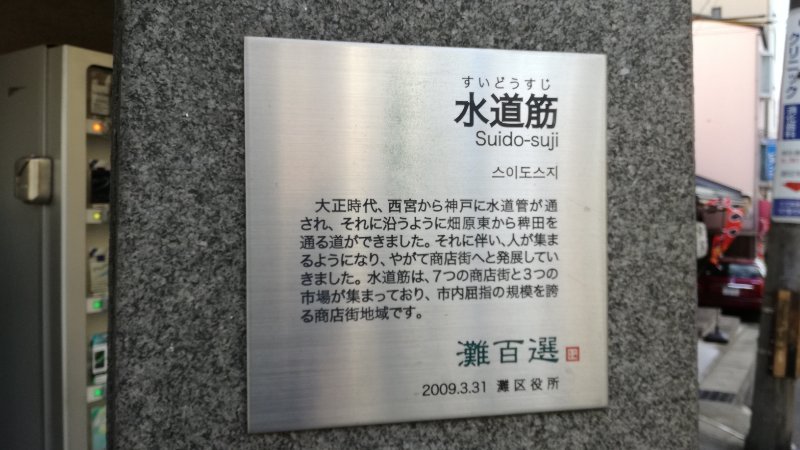 すいどうすじ
水道筋
Suido-suji
스이도스지
大正時代、西宮から神戸に水道管が通
され、それに沿うように畑原東から稗田を
通る道ができました。それに伴い、人が集ま
るようになり、やがて商店街へと発展してい
きました。水道筋は、7つの商店街と3つの
市場が集まっており、市内屈指の規模を誇
る商店街地域です。
灘百選
2009.3.31 灘区役所
クリニック